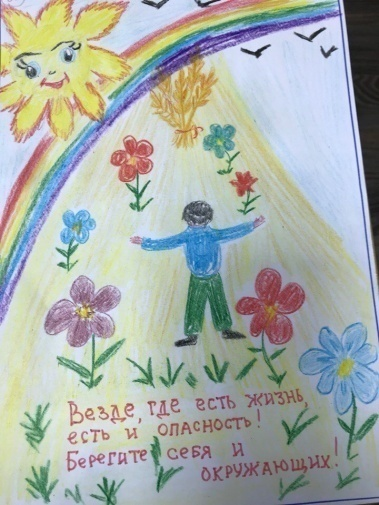 Везде, где есть жизнь,
есть и опасность!
Берегите себя и
окружающих!